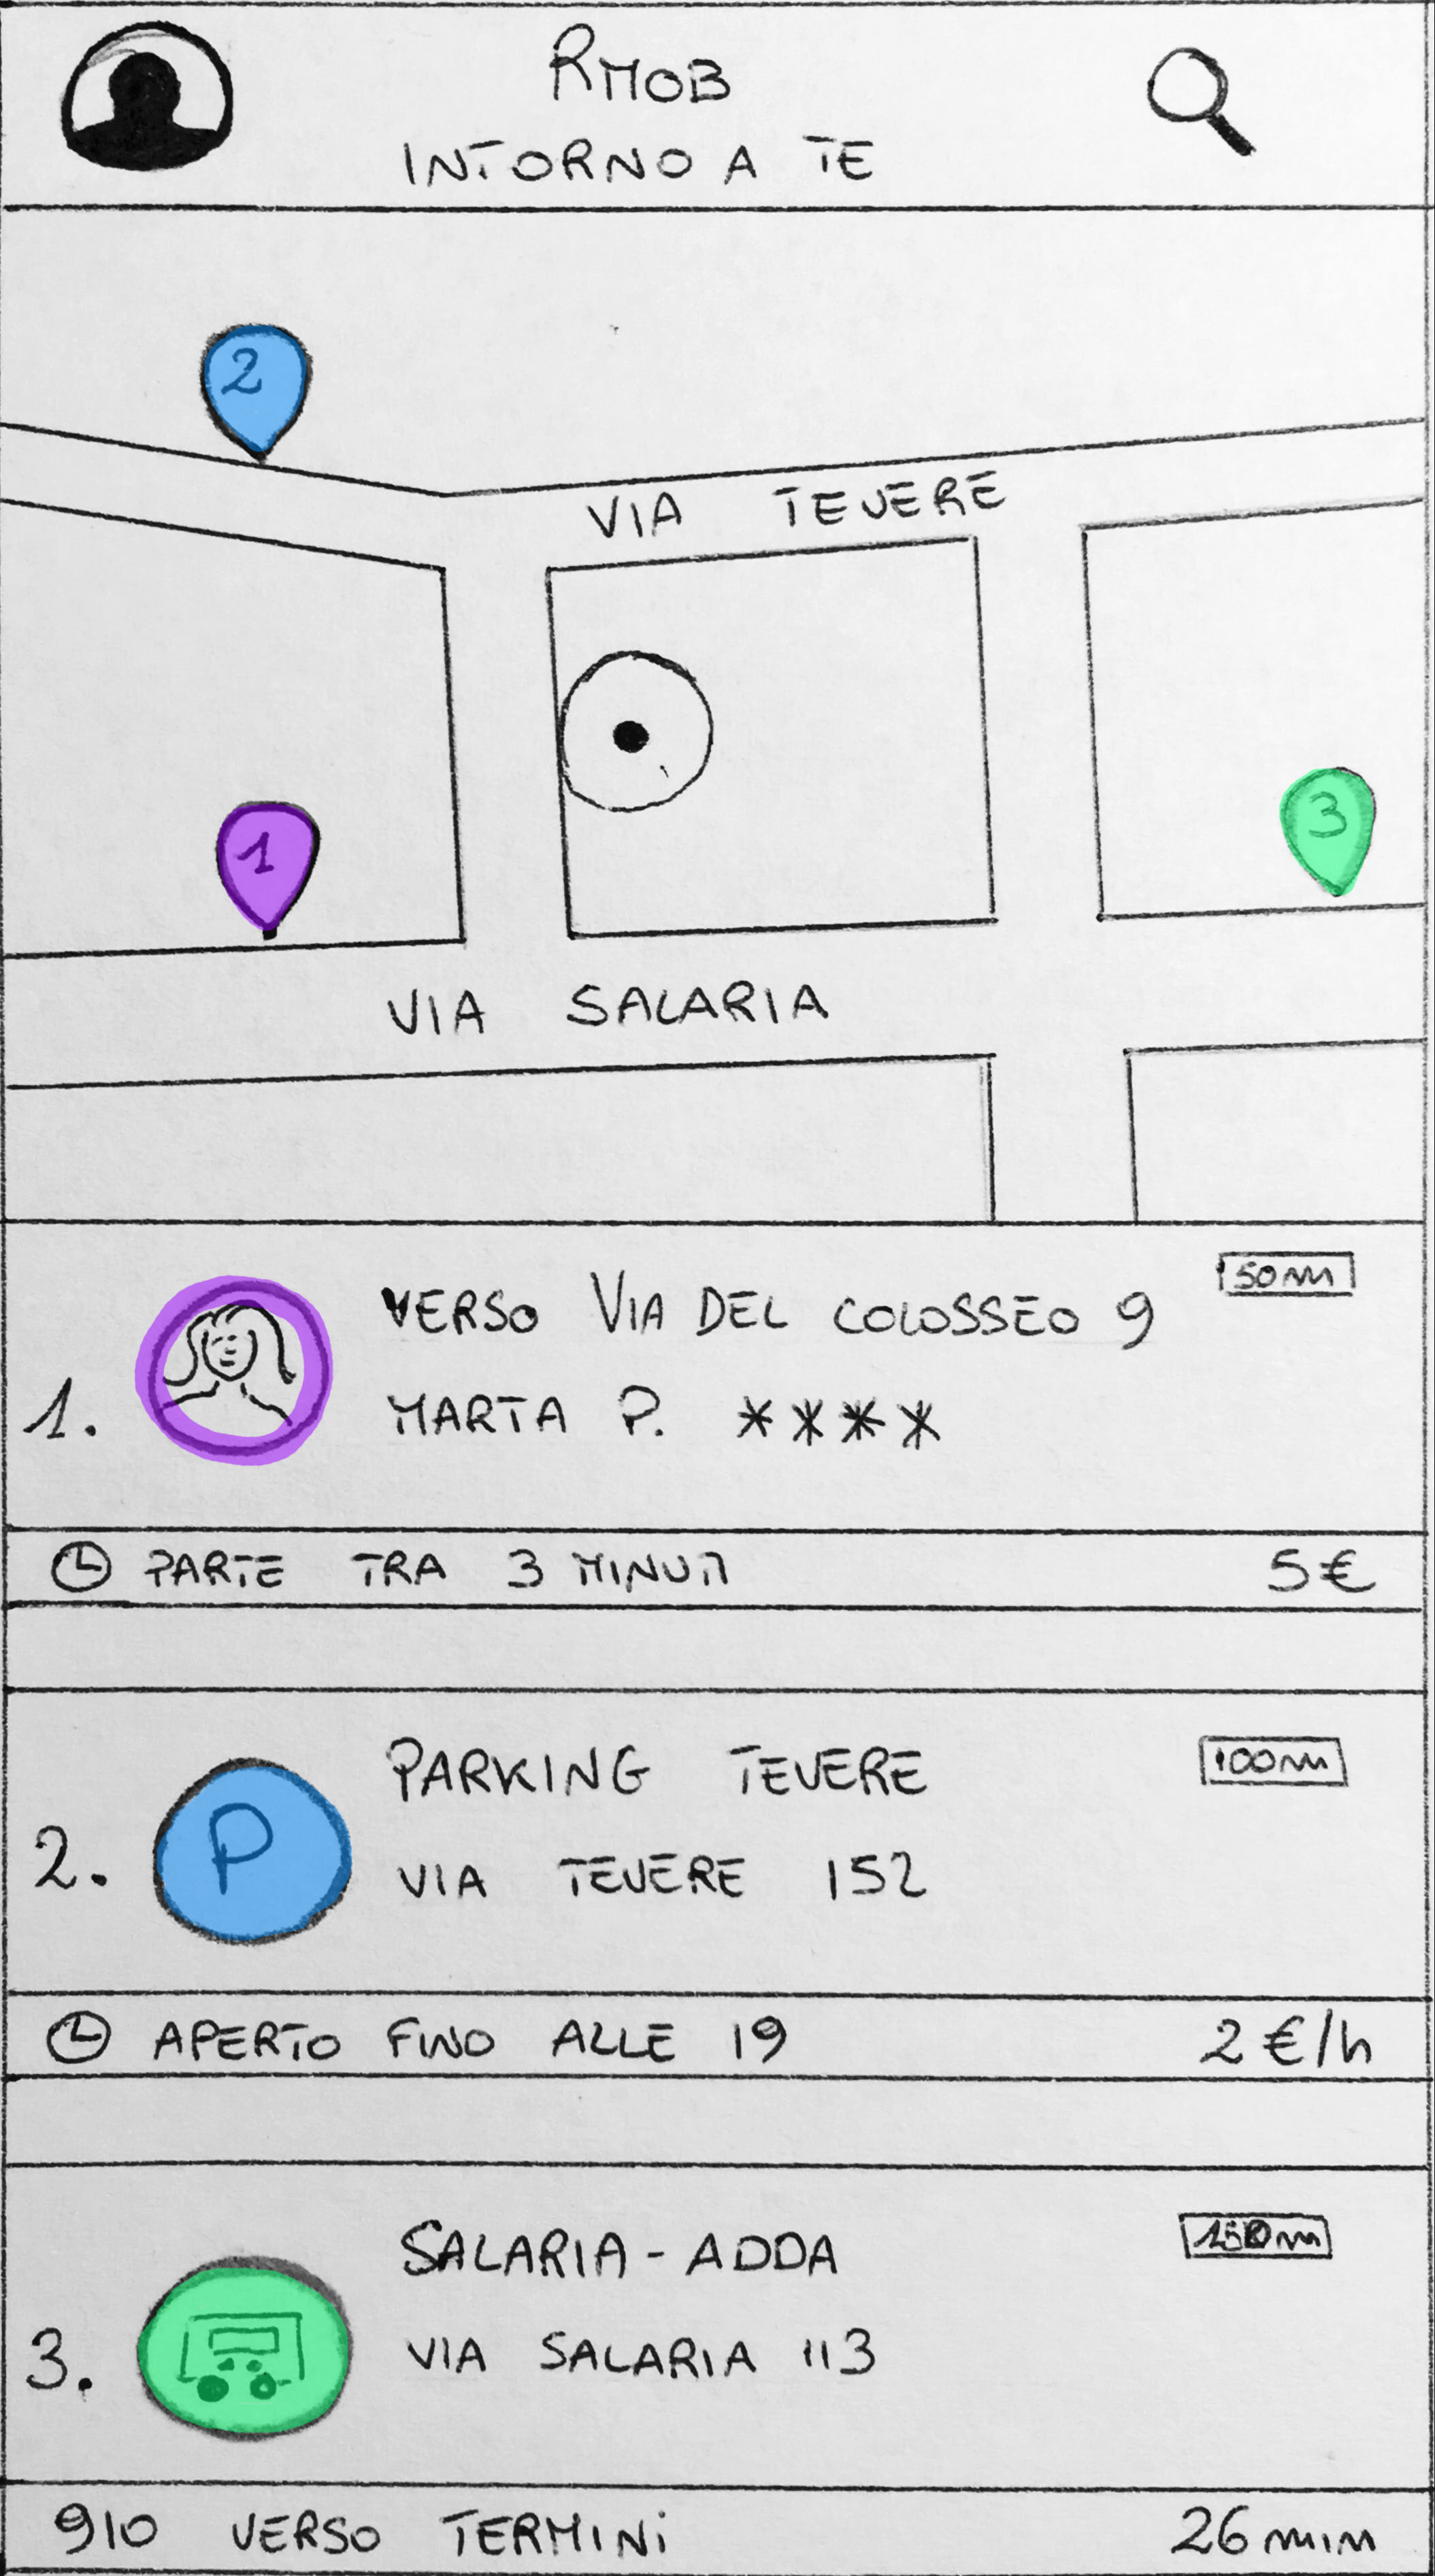 RMOB
INTORNO A TE
2
VIA TEVERE
3
1
VIA SALARIA
50m
VERSO VIA DEL COLOSSEO 9
1.
MARTA P. ****
PARTE TRA 3 MINUTI
5€
PARKING TEVERE
100m
2.
P
VIA TEVERE 152
APERTO FINO ALLE 19
2€/h
SALARIA-ADDA
3.
VIA SALARIA 113
910 VERSO TERMINI
26 min